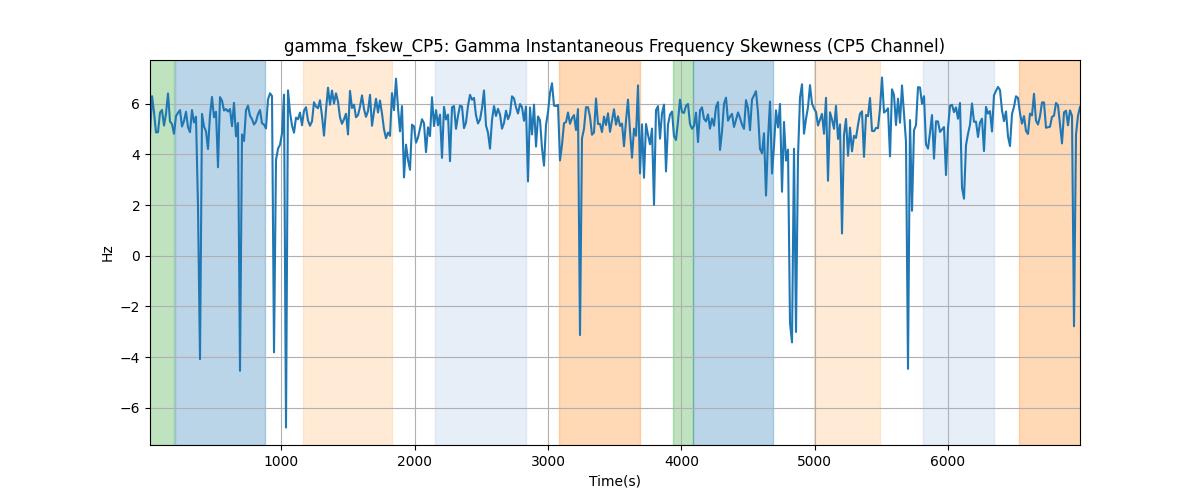 gamma_fskew_CP5: Gamma Instantaneous Frequency Skewness (CP5 Channel)
Hz
6
4
2
0
−2
−4
−6
1000 2000 3000 4000 5000 6000
Time(s)